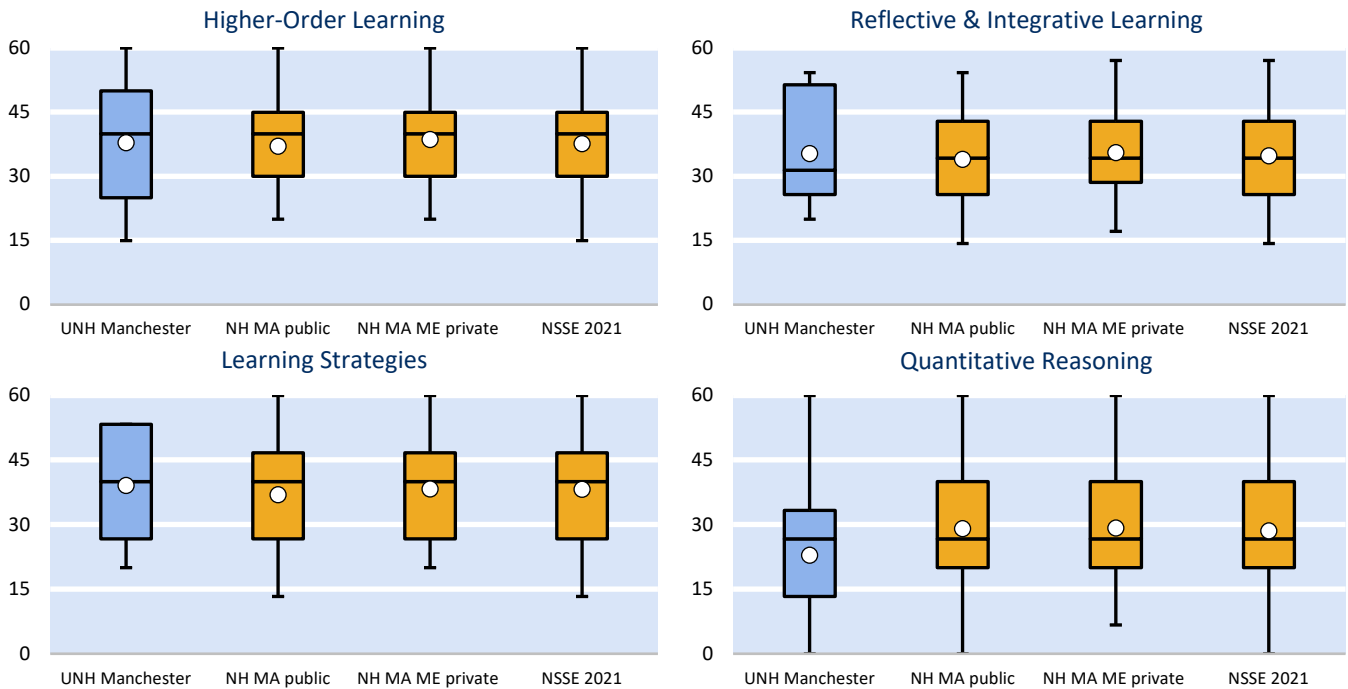 Higher-Order Learning
60
45
30
15
0
UNH Manchester NH MA public NH MA ME private NSSE 2021
Reflective & Integrative Learning
60
45
30
15
0
UNH Manchester NH MA public NH MA ME private NSSE 2021
Learning Strategies
60
45
30
15
0
UNH Manchester NH MA public NH MA ME private NSSE 2021
Quantitative Reasoning
60
45
30
15
0
UNH Manchester NH MA public NH MA ME private NSSE 2021